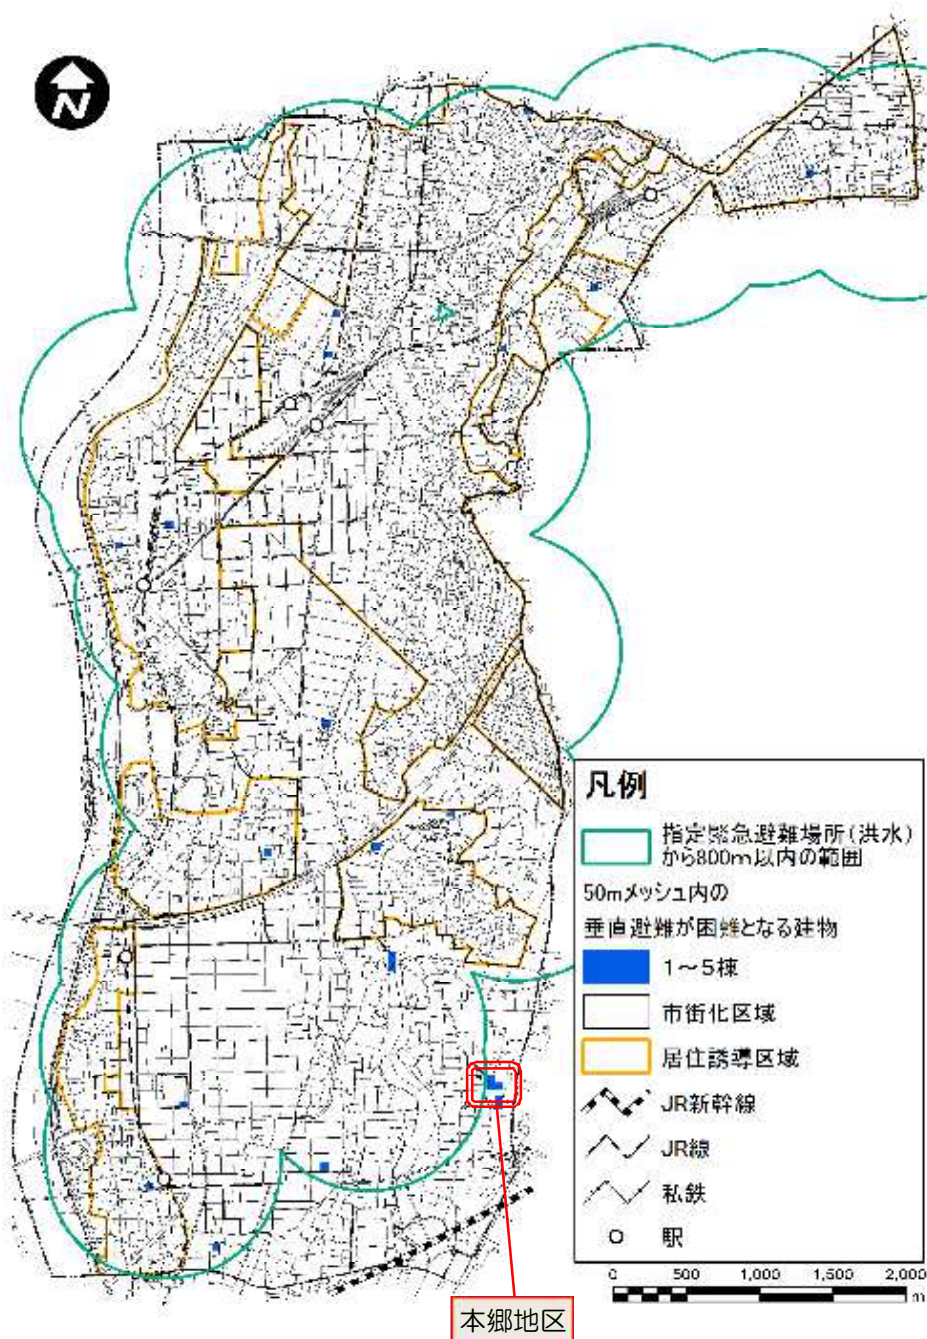 N
凡例
指定緊急避難場所(洪水)
から800m以内の範囲
50mメッシュ内の
垂直避難が困難となる建物
1～5棟
市街化区域
居住誘導区域
JR新幹線
JR線
私鉄
駅
0 500 1,000 1,500 2,000
m
本郷地区